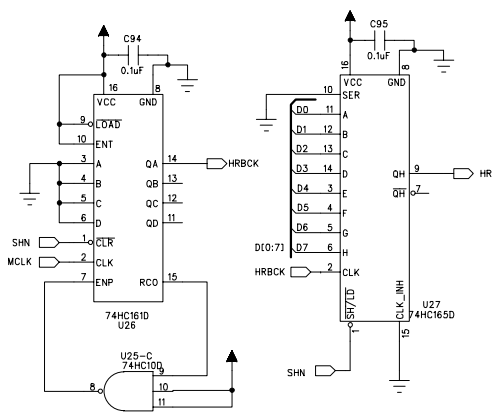 C94
0.1uF
16
8
VCC GND
9 LOAD
10 ENT
3 A QA 14 HRBCK
4 B QB 13
5 C QC 12
6 D QD 11
SHN 1 CLR
MCLK 2 CLK
7 ENP RCO 15
74HC161D
U26
U25-C
74HC10D
8
9
10
11
C95
0.1uF
16
8
VCC GND
10 SER
D0 11 A
D1 12 B
D2 13 C
D3 14 D QH 9 HR
D4 3 E QH 7
D5 4 F
D6 5 G
D[0:7] D7 6 H
HRBCK 2 CLK
SH/LD
CLK_INH
U27
74HC165D
1
15
SHN